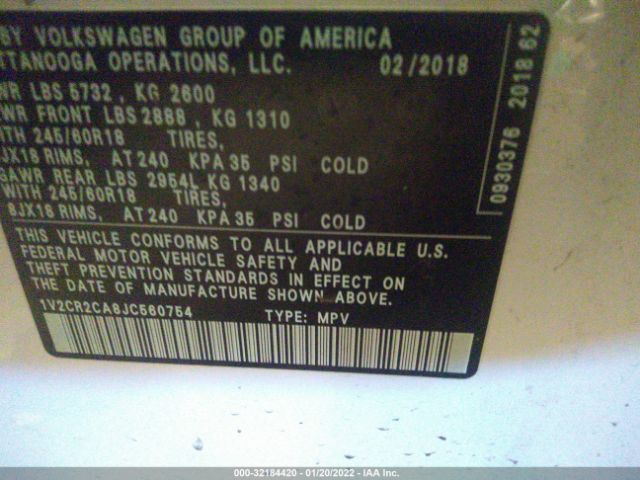 BY VOLKSWAGEN GROUP OF AMERICA
ETANOOGA OPERATIONS, LLC. 02/2018
WR LBS 5732, KG 2600
WR FRONT LBS 2888, KG 1310
WITH 245/60R18 TIRES,
JX18 RIMS, AT 240 KPA 35 PSI COLD
GAWR REAR LBS 2954L KG 1340
WITH 245/60R18 TIRES,
8JX18 RIMS, AT 240 KPA 35 PSI COLD
THIS VEHICLE CONFORMS TO ALL APPLICABLE U.S.
FEDERAL MOTOR VEHICLE SAFETY AND
THEFT PREVENTION STANDARDS IN EFFECT ON
THE DATE OF MANUFACTURE SHOWN ABOVE.
1V2CR2CA8JC560754 TYPE: MPV
0930376 2018 62
000-32184420 - 01/20/2022 - IAA Inc.